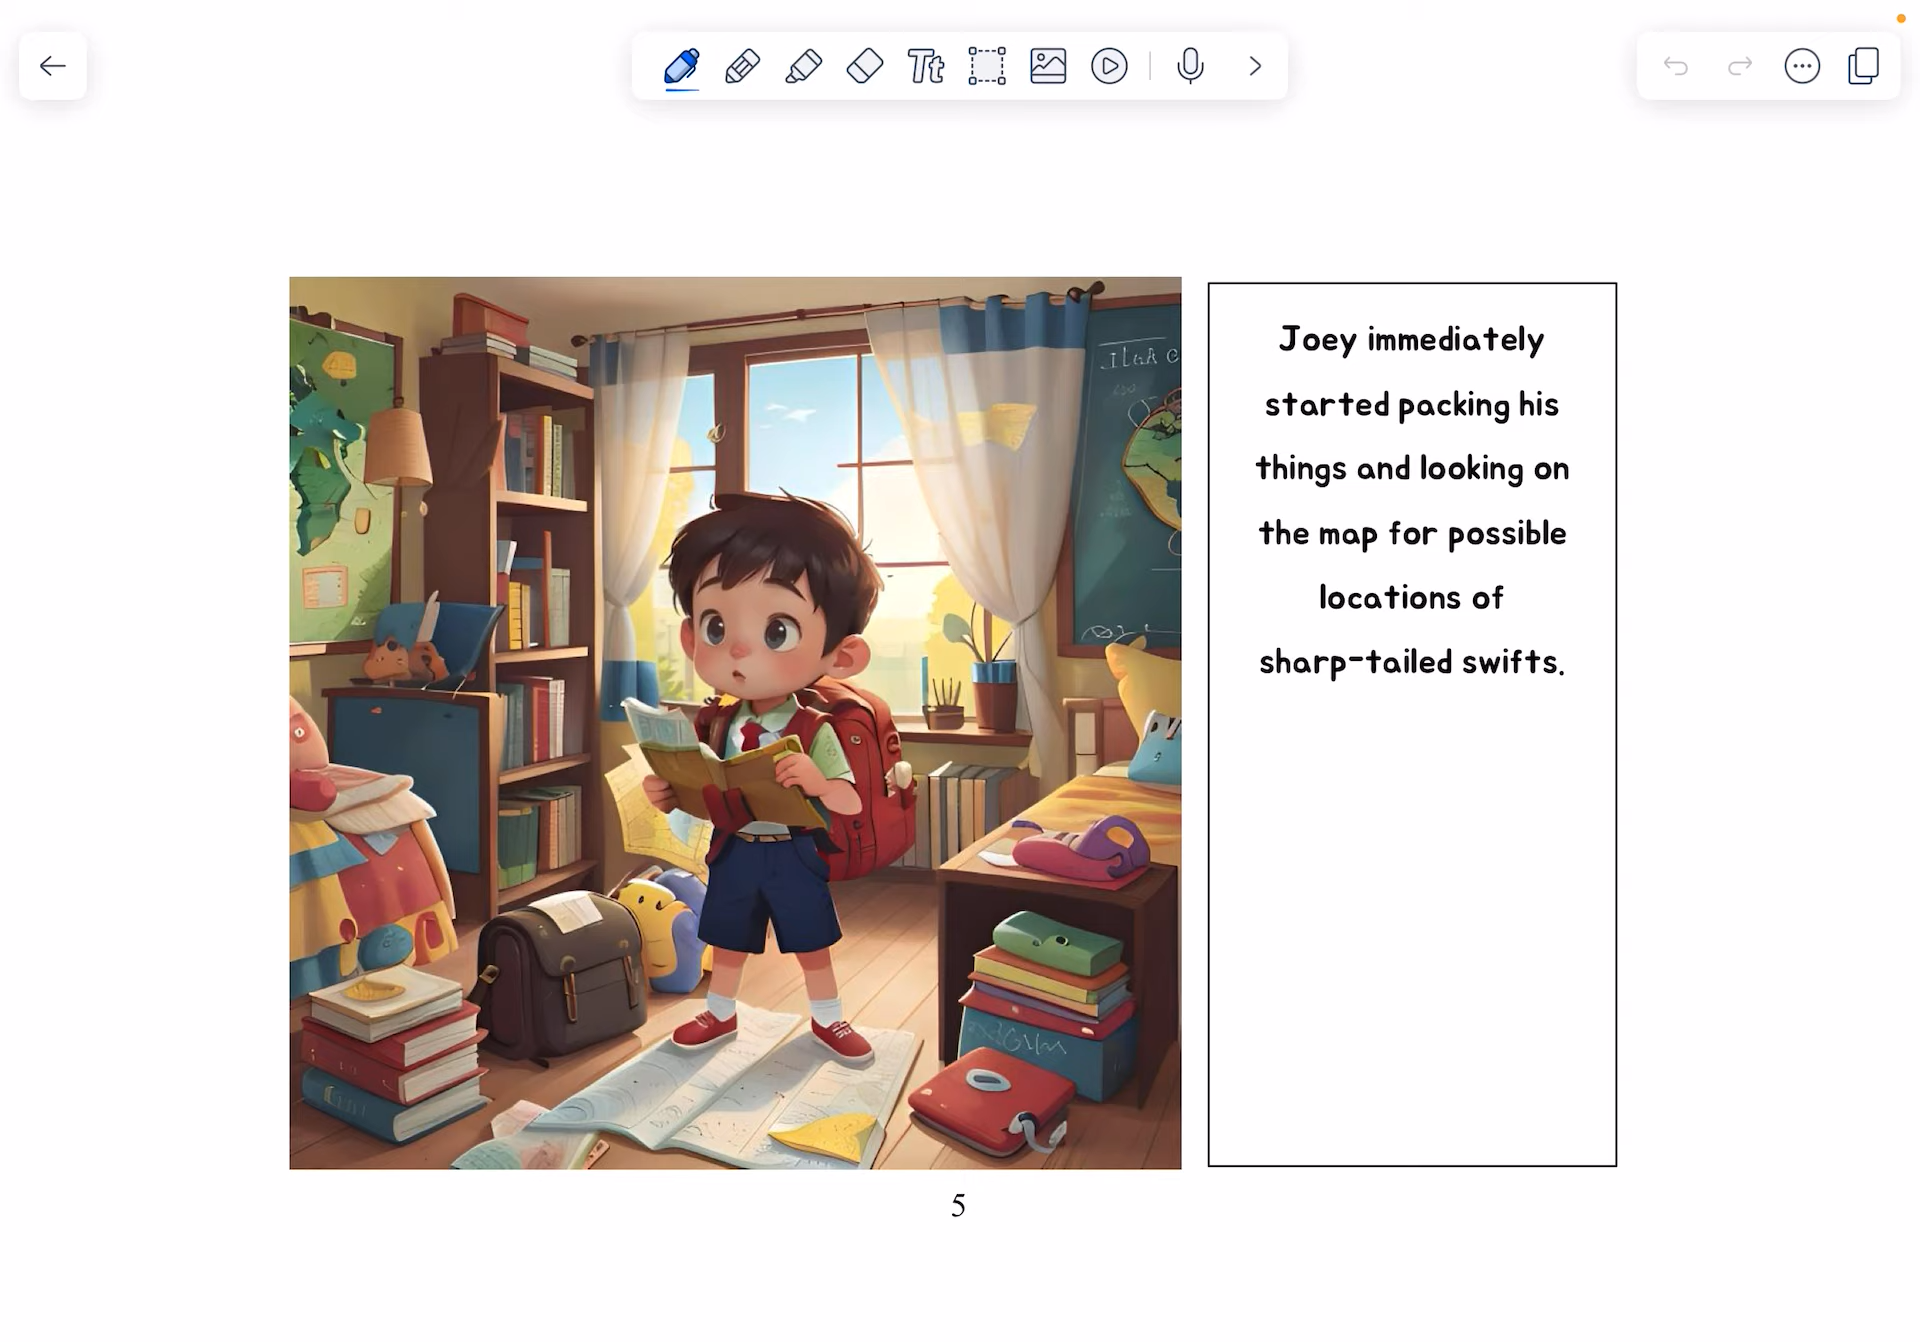 Tt
Joey immediately
started packing his
things and looking on
the map for possible
locations of
sharp-tailed swifts.
5